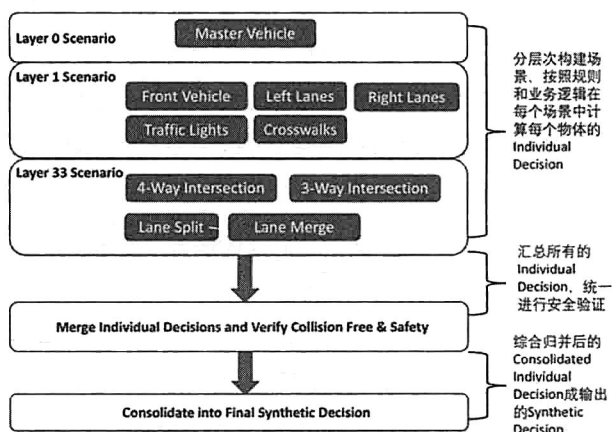 Layer 0 Scenario
Master Vehicle
Layer 1 Scenario
Front Vehicle
Left Lanes
Right Lanes
Traffic Lights
Crosswalks
Layer 33 Scenario
4-Way Intersection
3-Way Intersection
Lane Split
Lane Merge
Merge Individual Decisions and Verify Collision Free & Safety
Consolidate into Final Synthetic Decision
分层次构建场
景、按照规则
和业务逻辑在
每个场景中计
算每个物体的
Individual
Decision
汇总所有的
Individual
Decision、统一
进行安全验证
综合归并后的
Consolidated
Individual
Decision成输出
的Synthetic
Decision